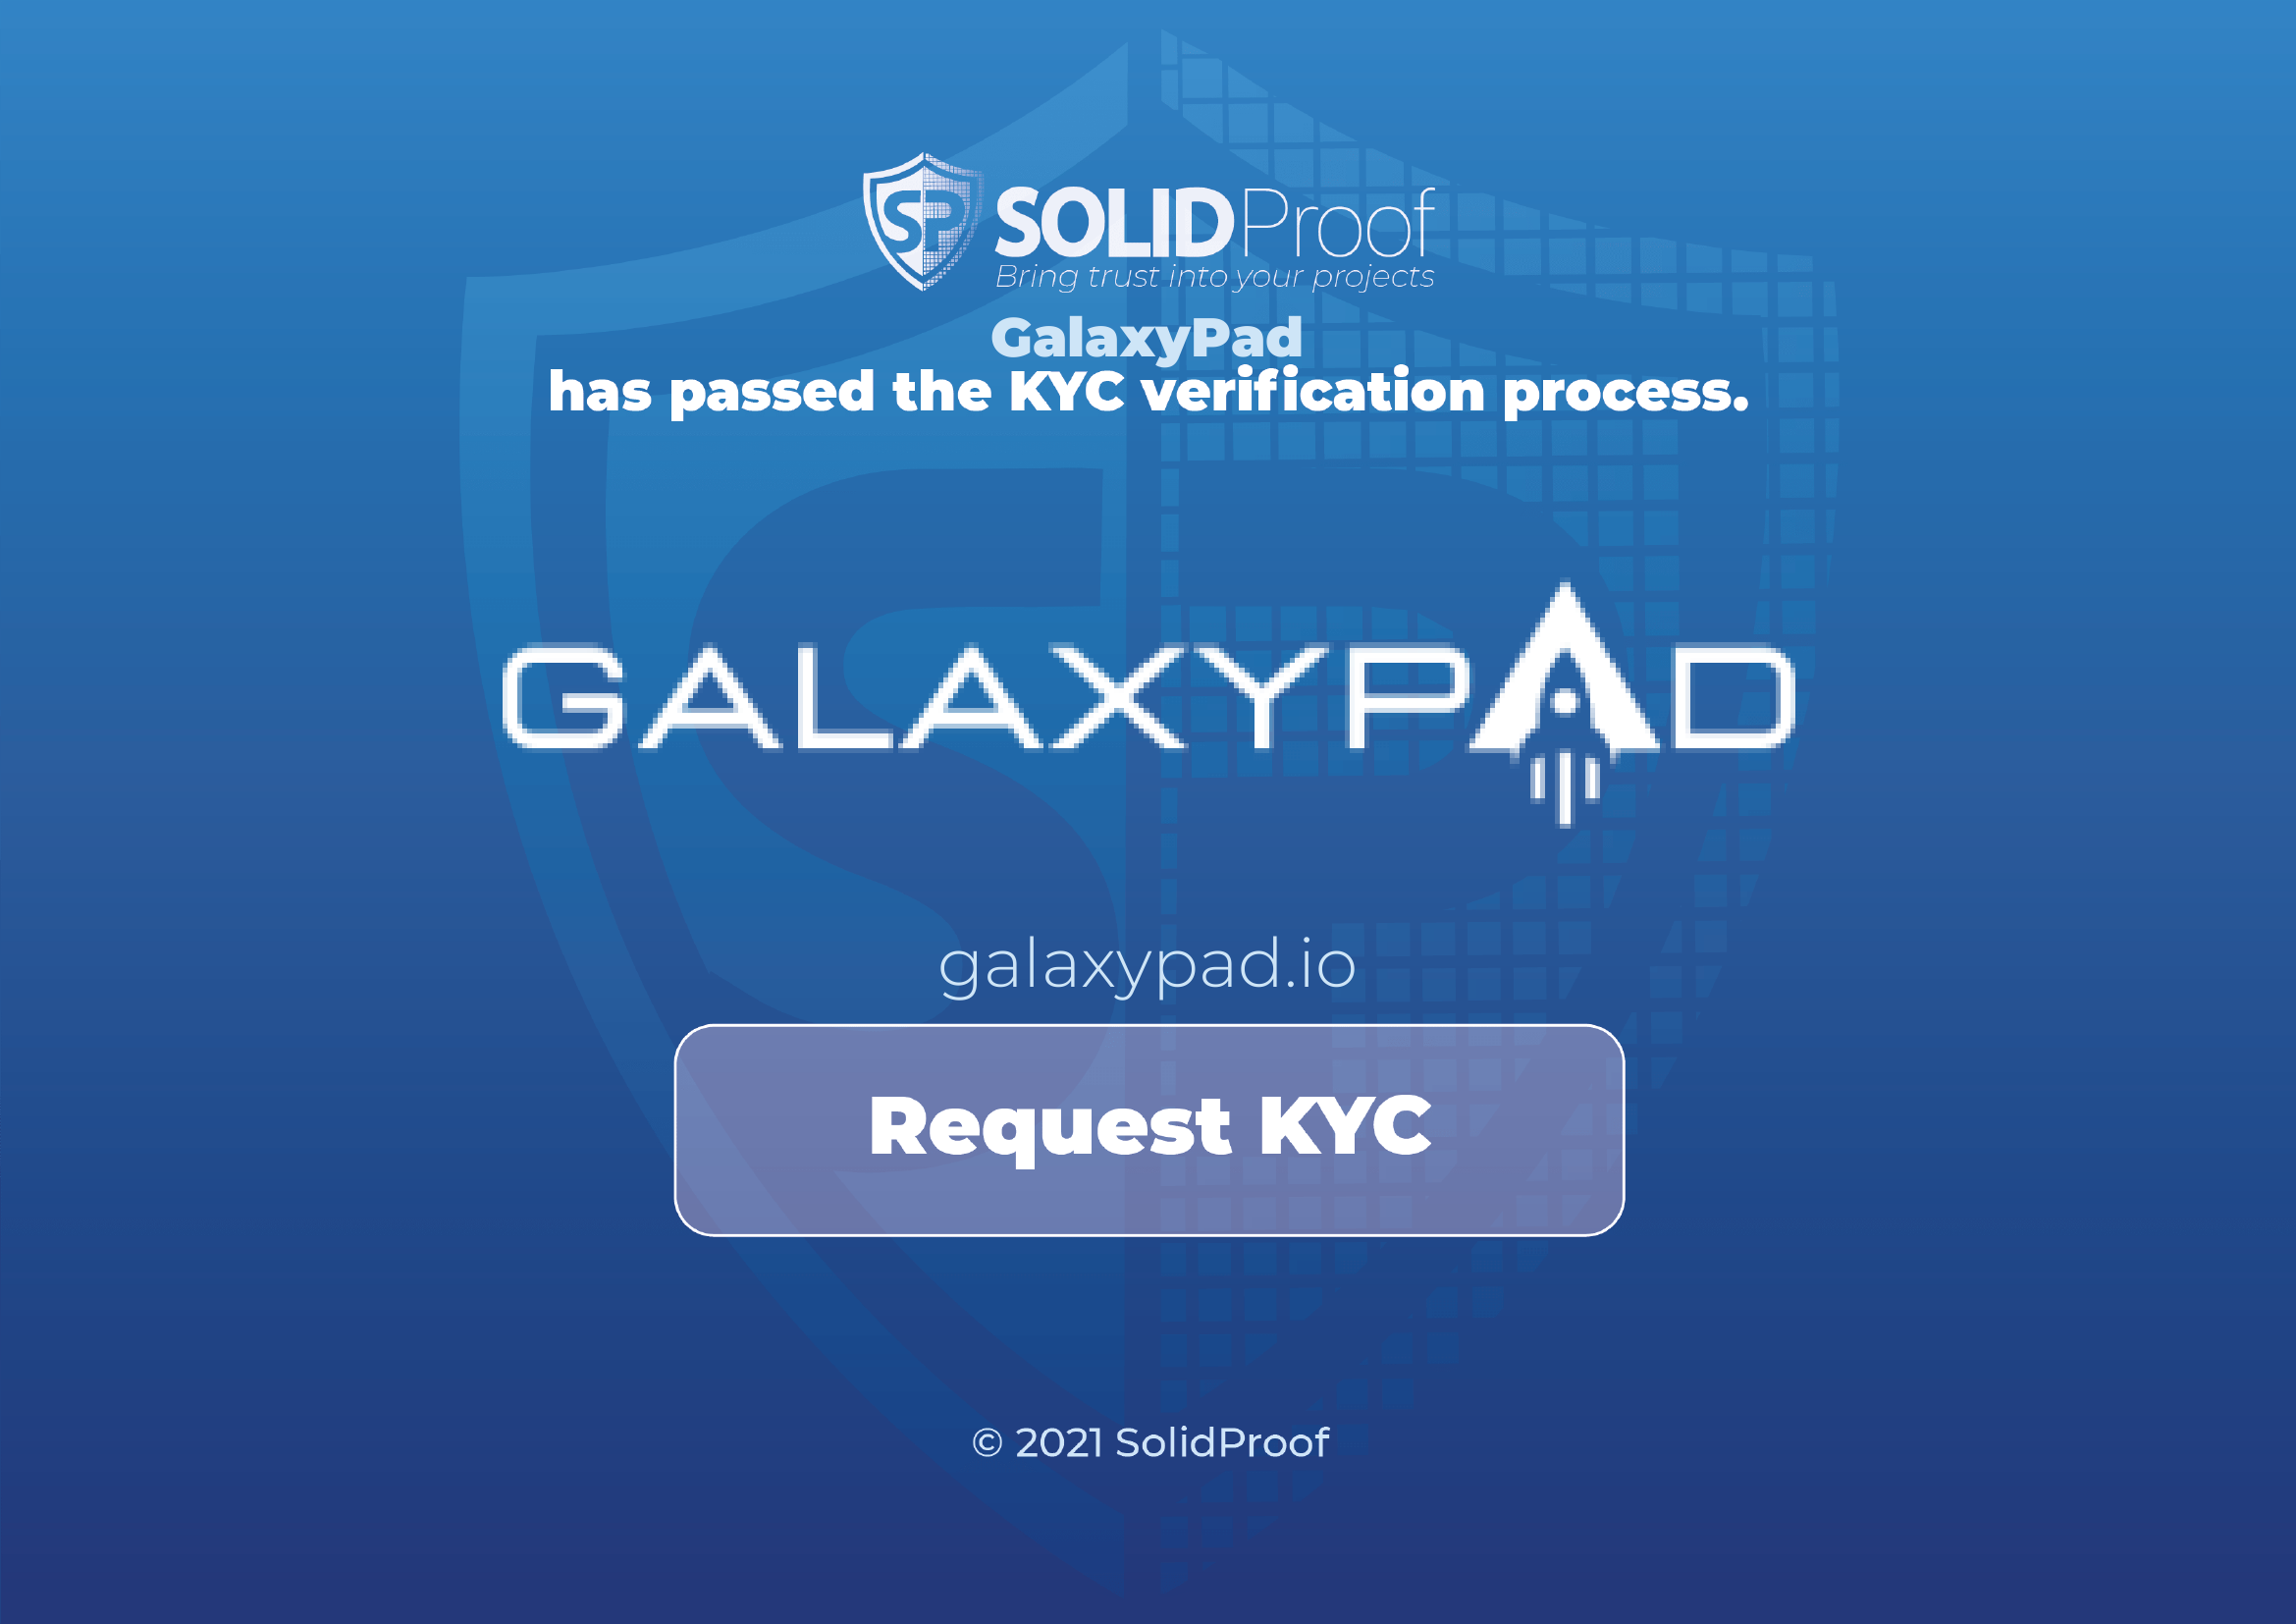 SP SOLIDProof
Bring trust into your projects
GalaxyPad
has passed the KYC verification process.
GALAXYPAD
galaxypad.io
Request KYC
© 2021 SolidProof